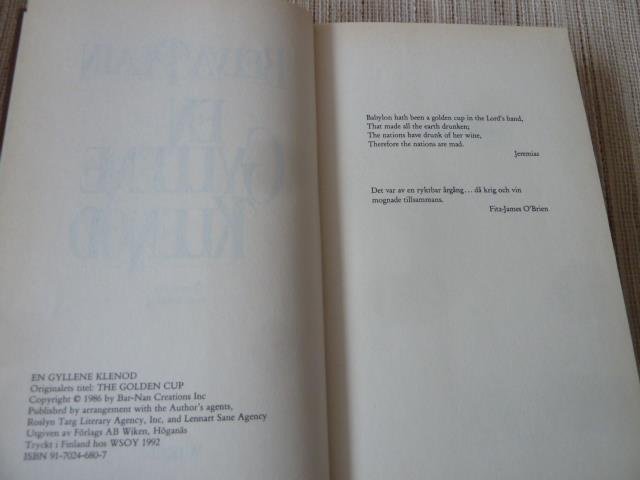 EN GYLLENE KLENOD
Originalets titel: THE GOLDEN CUP
Copyright © 1986 by Bar-Nan Creations Inc
Published by arrangement with the Author's agents,
Roslyn Targ Literary Agency, Inc, and Lennart Sane Agency
Utgiven av Förlags AB Wiken, Höganäs
Tryckt i Finland hos WSOY 1992
ISBN 91-7024-680-7
Babylon hath been a golden cup in the Lord's hand,
That made all the earth drunken;
The nations have drunk of her wine,
Therefore the nations are mad.
Jeremias
Det var av en ryktbar årgång... då krig och vin
mognade tillsammans.
Fitz-James O'Brien